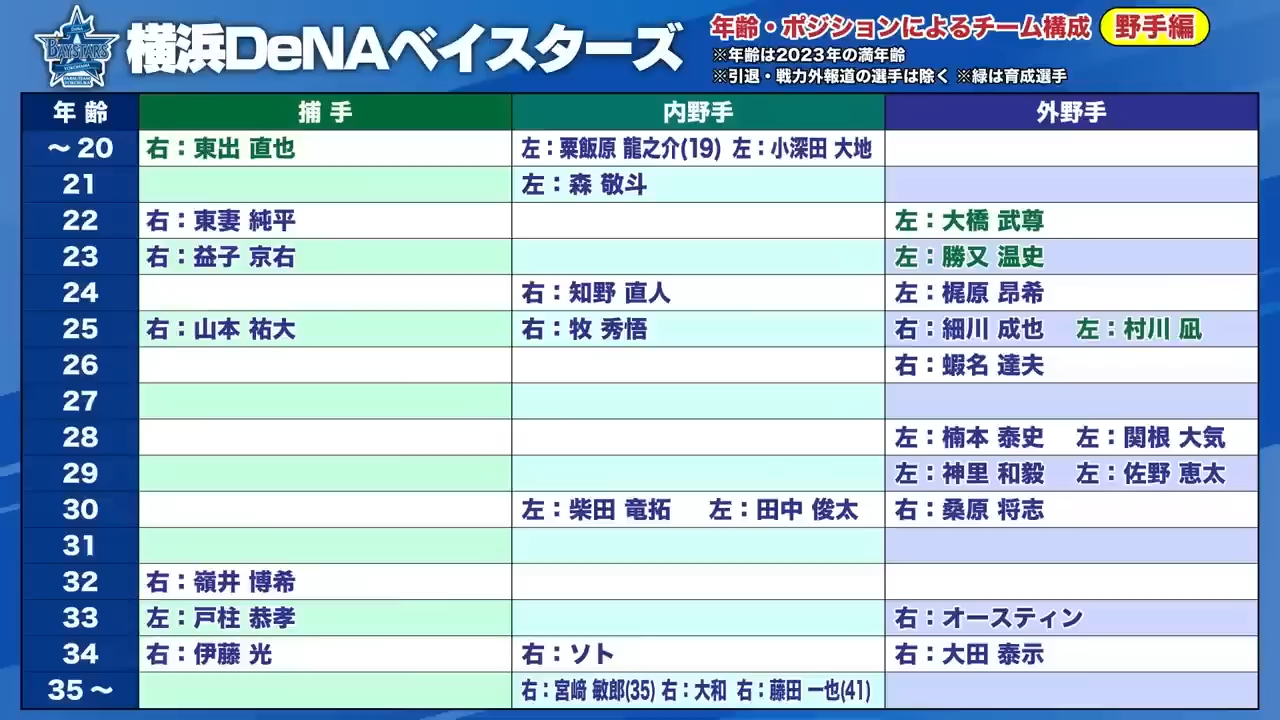 BAYSTARS 横浜DeNAベイスターズ 年齢・ポジションによるチーム構成 野手編
※年齢は2023年の満年齢
※引退・戦力外報道の選手は除く ※緑は育成選手
年齢 捕手 内野手 外野手
～20 右：東出 直也 左：粟飯原 龍之介(19) 左：小深田 大地
21 左：森 敬斗
22 右：東妻 純平 左：大橋 武尊
23 右：益子 京右 左：勝又 温史
24 右：知野 直人 左：梶原 昂希
25 右：山本 祐大 右：牧 秀悟 右：細川 成也 左：村川 凪
26 右：蝦名 達夫
27
28 左：楠本 泰史 左：関根 大気
29 左：神里 和毅 左：佐野 恵太
30 左：柴田 竜拓 左：田中 俊太 右：桑原 将志
31
32 右：嶺井 博希
33 左：戸柱 恭孝 右：オースティン
34 右：伊藤 光 右：ソト 右：大田 泰示
35～ 右：宮﨑 敏郎(35) 右：大和 右：藤田 一也(41)